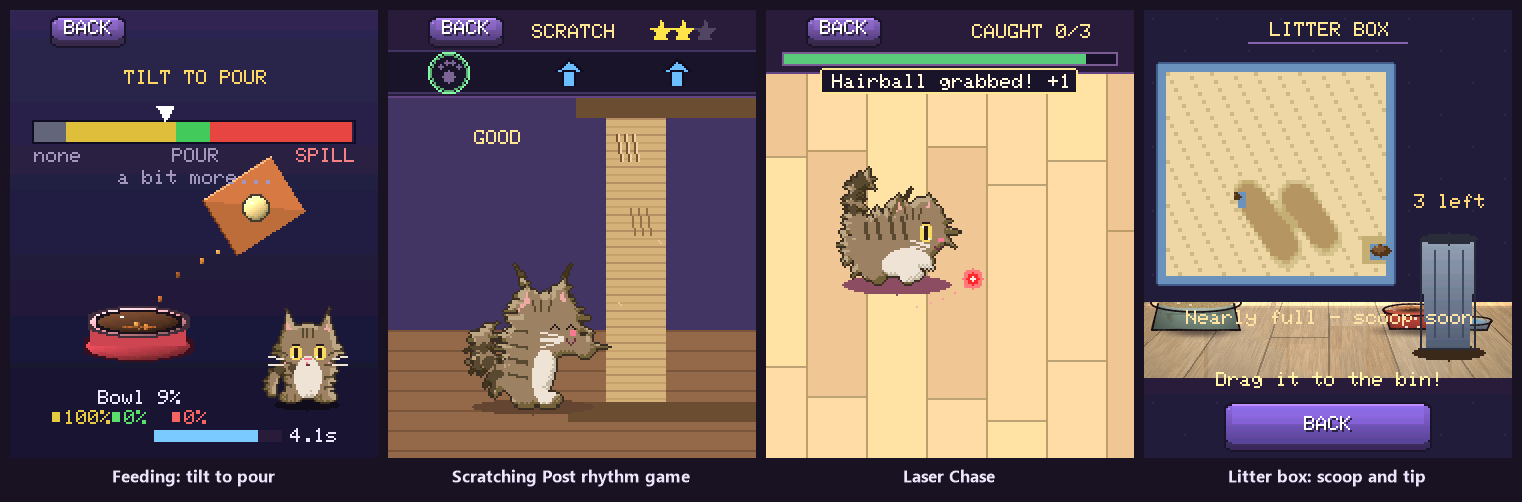 BACK
TILT TO POUR
none
POUR
SPILL
a bit more...
Bowl 9%
100% 0% 0%
4.1s
Feeding: tilt to pour
BACK
SCRATCH
GOOD
Scratching Post rhythm game
BACK
CAUGHT 0/3
Hairball grabbed! +1
Laser Chase
LITTER BOX
3 left
Nearly full - scoop soon
Drag it to the bin!
BACK
Litter box: scoop and tip